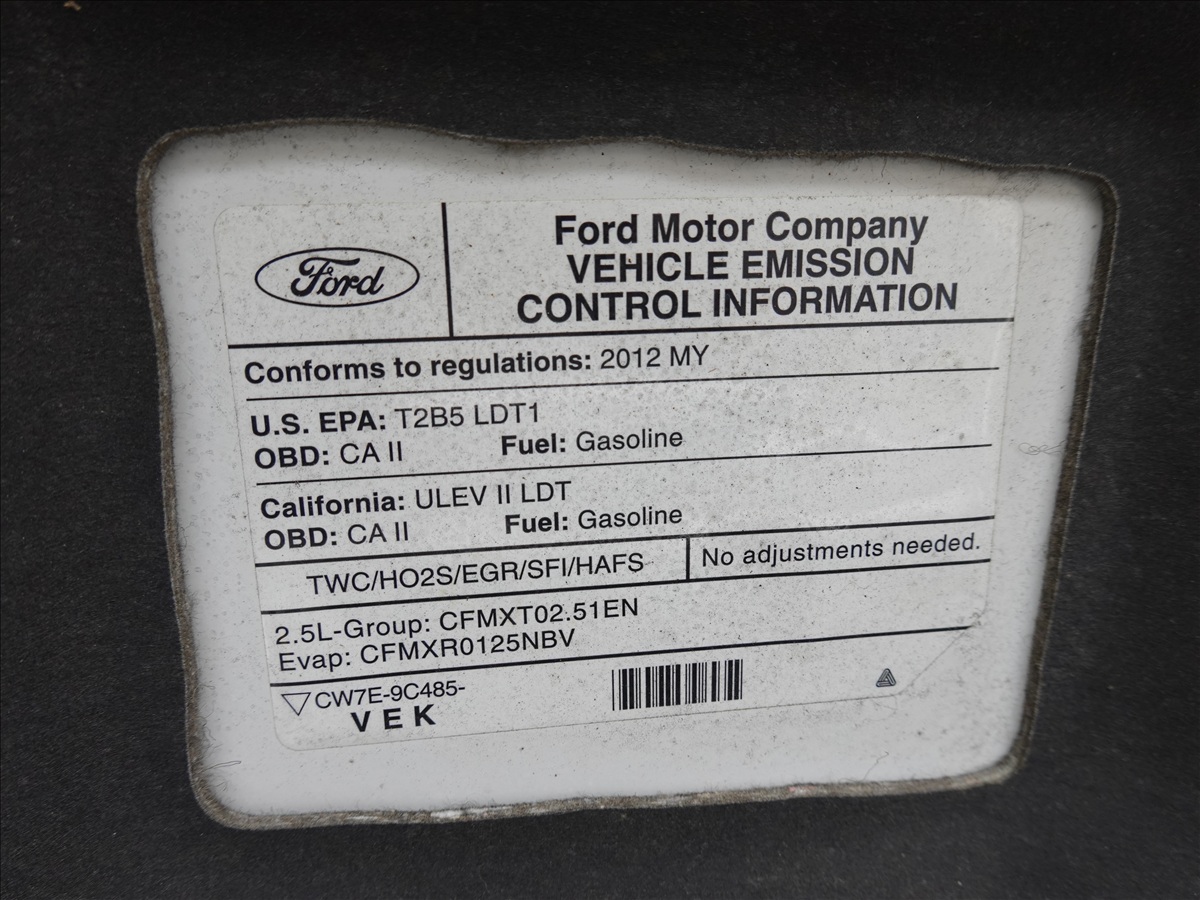 Ford
Ford Motor Company
VEHICLE EMISSION
CONTROL INFORMATION
Conforms to regulations: 2012 MY
U.S. EPA: T2B5 LDT1
OBD: CA II Fuel: Gasoline
California: ULEV II LDT
OBD: CA II Fuel: Gasoline
TWC/HO2S/EGR/SFI/HAFS No adjustments needed.
2.5L-Group: CFMXT02.51EN
Evap: CFMXR0125NBV
CW7E-9C485-
VEK